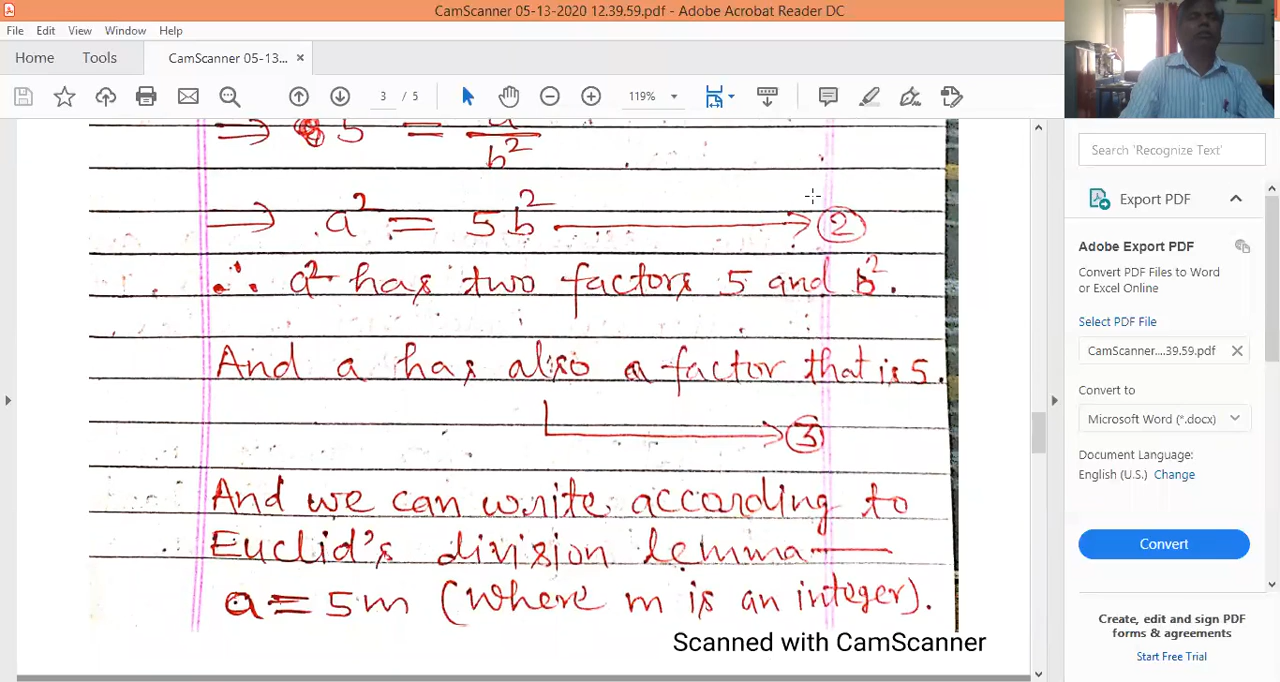 CamScanner 05-13-2020 12.39.59.pdf - Adobe Acrobat Reader DC
File Edit View Window Help
Home Tools CamScanner 05-13... ×
3 / 5 119%
⇒ 5 = a / b²
⇒ a² = 5b² → ②
∴ a² has two factors 5 and b².
And a has also a factor that is 5.
→ ③
And we can write according to
Euclid's division lemma—
a = 5m (where m is an integer).
Scanned with CamScanner
Search 'Recognize Text'
Export PDF
Adobe Export PDF
Convert PDF Files to Word
or Excel Online
Select PDF File
CamScanner....39.59.pdf ×
Convert to
Microsoft Word (*.docx)
Document Language:
English (U.S.) Change
Convert
Create, edit and sign PDF
forms & agreements
Start Free Trial